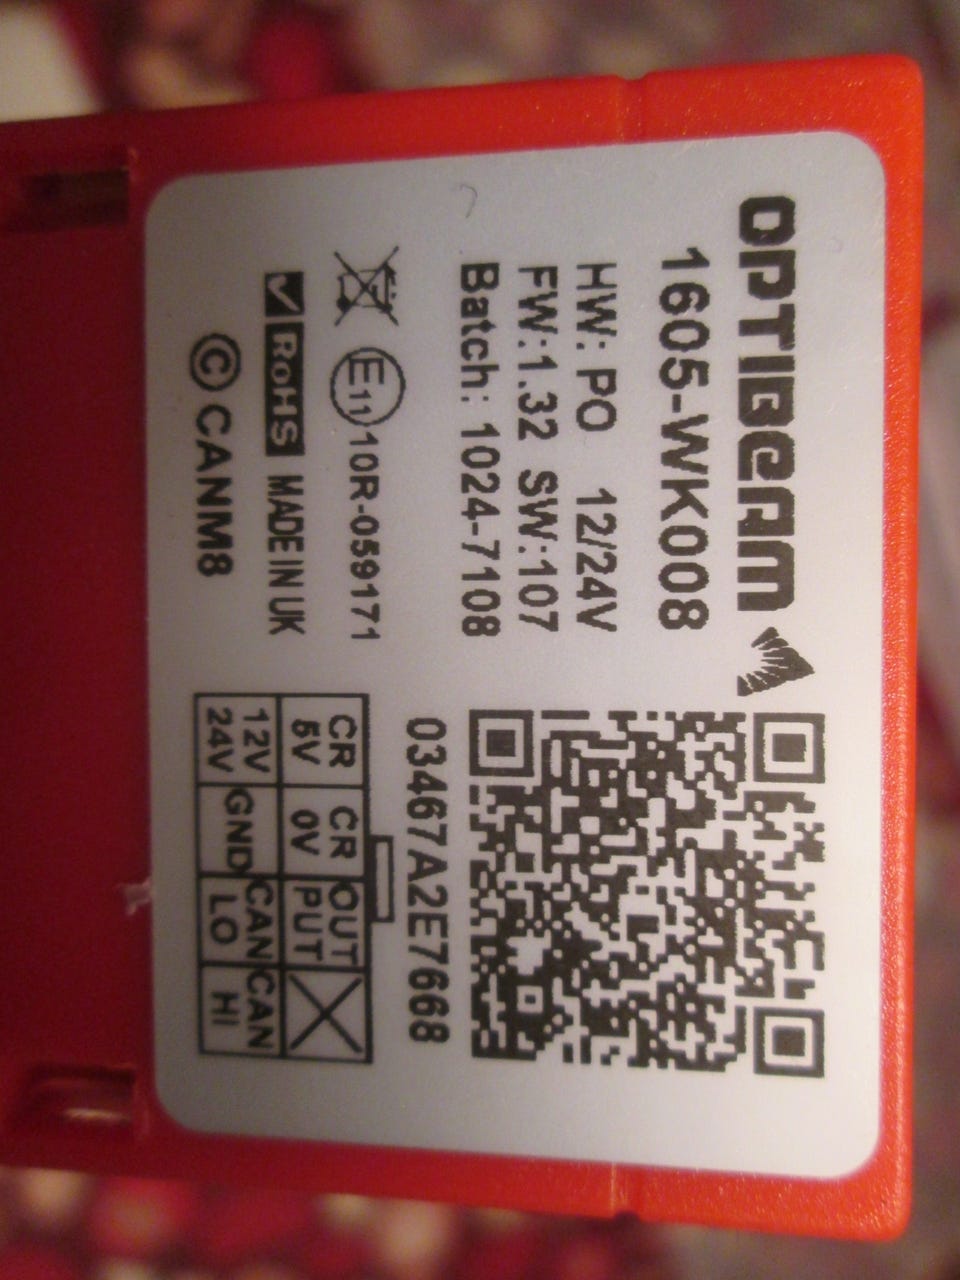 OPTIBEAM
1605-WK008
HW: PO 12/24V
FW:1.32 SW:107
Batch: 1024-7108
E11 10R-059171
RoHS MADE IN UK
© CANM8
03467A2E7668
CR CR OUT
5V 0V PUT
12V GND CAN CAN
24V LO HI